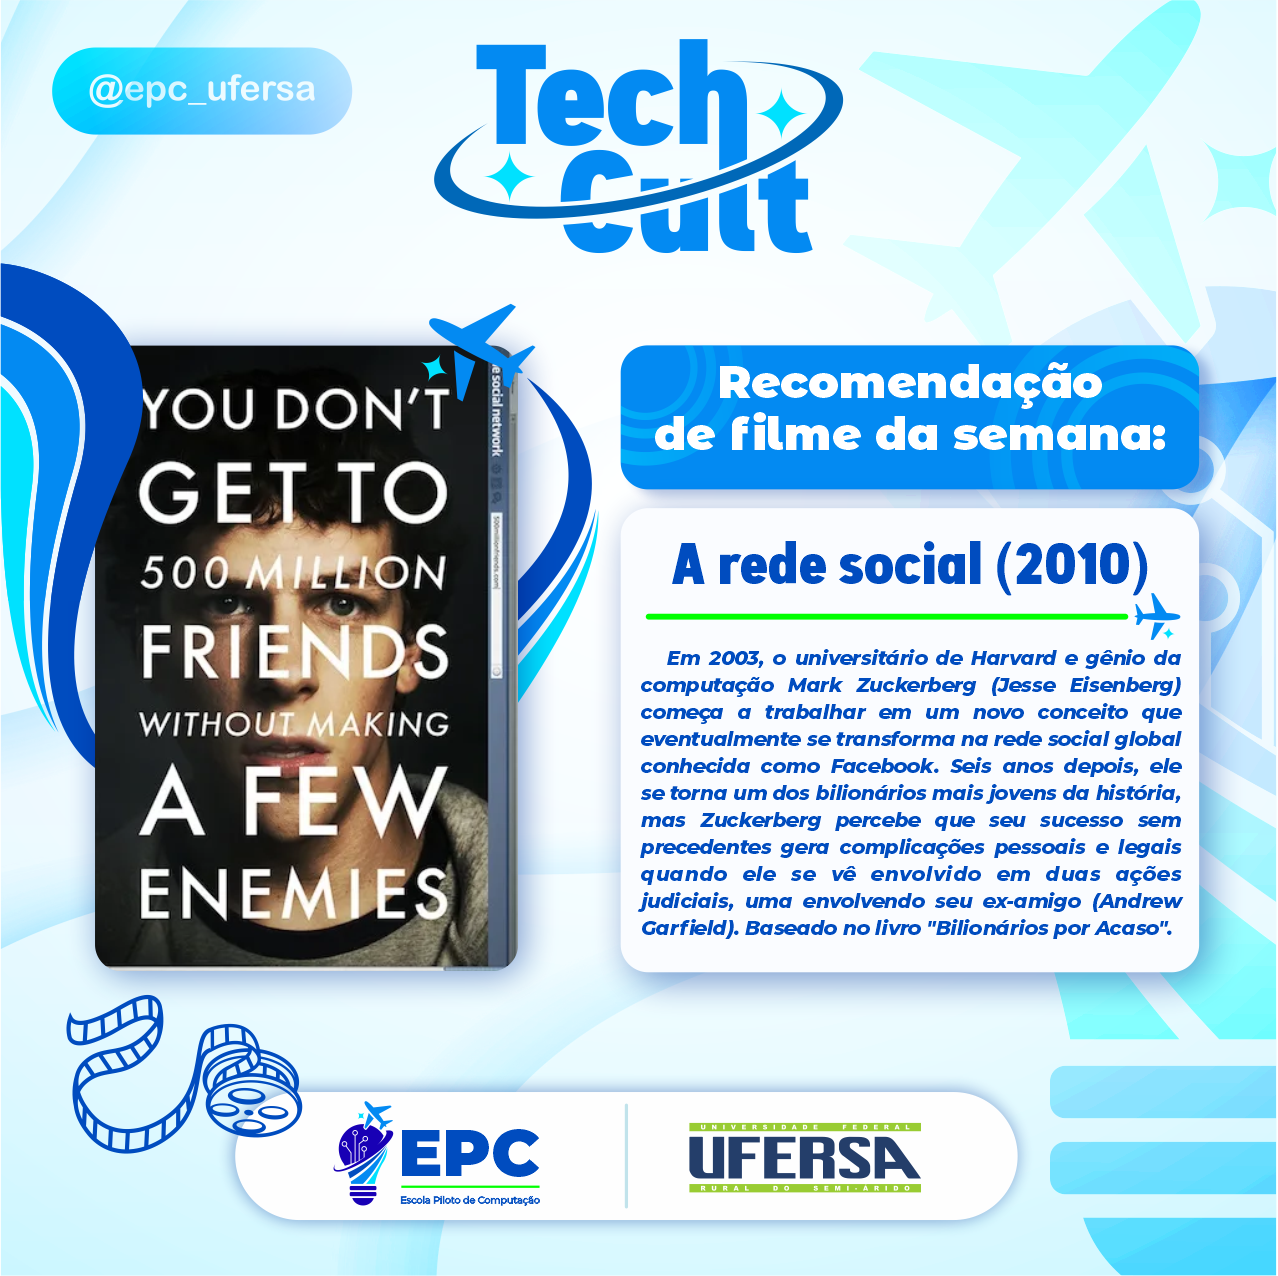 @epc_ufersa
Tech
Cult
YOU DON'T
GET TO
500 MILLION
FRIENDS
WITHOUT MAKING
A FEW
ENEMIES
e social network
500millionfriends.com
Recomendação
de filme da semana:
A rede social (2010)
Em 2003, o universitário de Harvard e gênio da
computação Mark Zuckerberg (Jesse Eisenberg)
começa a trabalhar em um novo conceito que
eventualmente se transforma na rede social global
conhecida como Facebook. Seis anos depois, ele
se torna um dos bilionários mais jovens da história,
mas Zuckerberg percebe que seu sucesso sem
precedentes gera complicações pessoais e legais
quando ele se vê envolvido em duas ações
judiciais, uma envolvendo seu ex-amigo (Andrew
Garfield). Baseado no livro "Bilionários por Acaso".
EPC
Escola Piloto de Computação
UNIVERSIDADE FEDERAL
UFERSA
RURAL DO SEMI-ÁRIDO